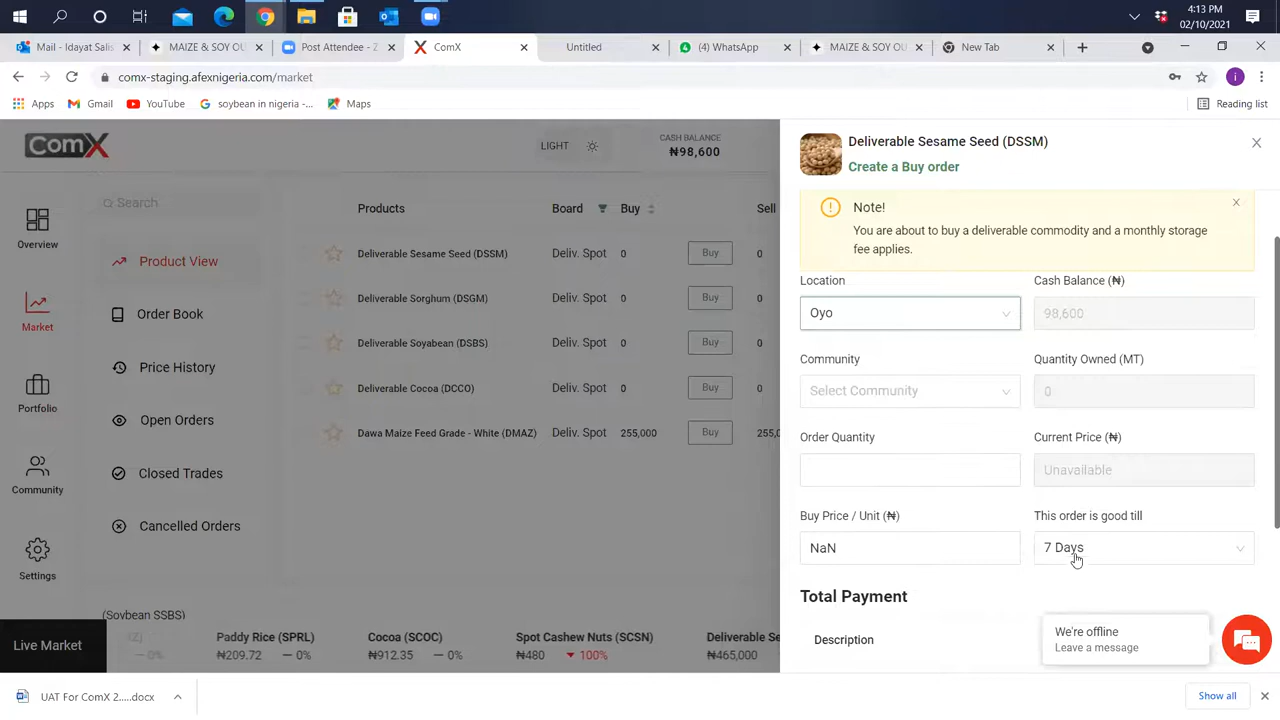 4:13 PM
02/10/2021
Mail - Idayat Salis
MAIZE & SOY OU
Post Attendee - Z
ComX
Untitled
(4) WhatsApp
MAIZE & SOY OU
New Tab
comx-staging.afexnigeria.com/market
i
Apps
Gmail
YouTube
soybean in nigeria -...
Maps
Reading list
ComX
LIGHT
CASH BALANCE
₦98,600
Overview
Market
Portfolio
Community
Settings
Search
Product View
Order Book
Price History
Open Orders
Closed Trades
Cancelled Orders
Products Board Buy Sell
Deliverable Sesame Seed (DSSM) Deliv. Spot 0 Buy 0
Deliverable Sorghum (DSGM) Deliv. Spot 0 Buy 0
Deliverable Soyabean (DSBS) Deliv. Spot 0 Buy 0
Deliverable Cocoa (DCCO) Deliv. Spot 0 Buy 0
Dawa Maize Feed Grade - White (DMAZ) Deliv. Spot 255,000 Buy 255,0
Deliverable Sesame Seed (DSSM)
Create a Buy order
Note!
You are about to buy a deliverable commodity and a monthly storage
fee applies.
Location Cash Balance (₦)
Oyo 98,600
Community Quantity Owned (MT)
Select Community 0
Order Quantity Current Price (₦)
Unavailable
Buy Price / Unit (₦) This order is good till
NaN 7 Days
Total Payment
Description
We're offline
Leave a message
(Soybean SSBS)
Live Market
— 0%
Paddy Rice (SPRL)
₦209.72 — 0%
Cocoa (SCOC)
₦912.35 — 0%
Spot Cashew Nuts (SCSN)
₦480 100%
Deliverable Se
₦465,000
UAT For ComX 2.....docx
Show all